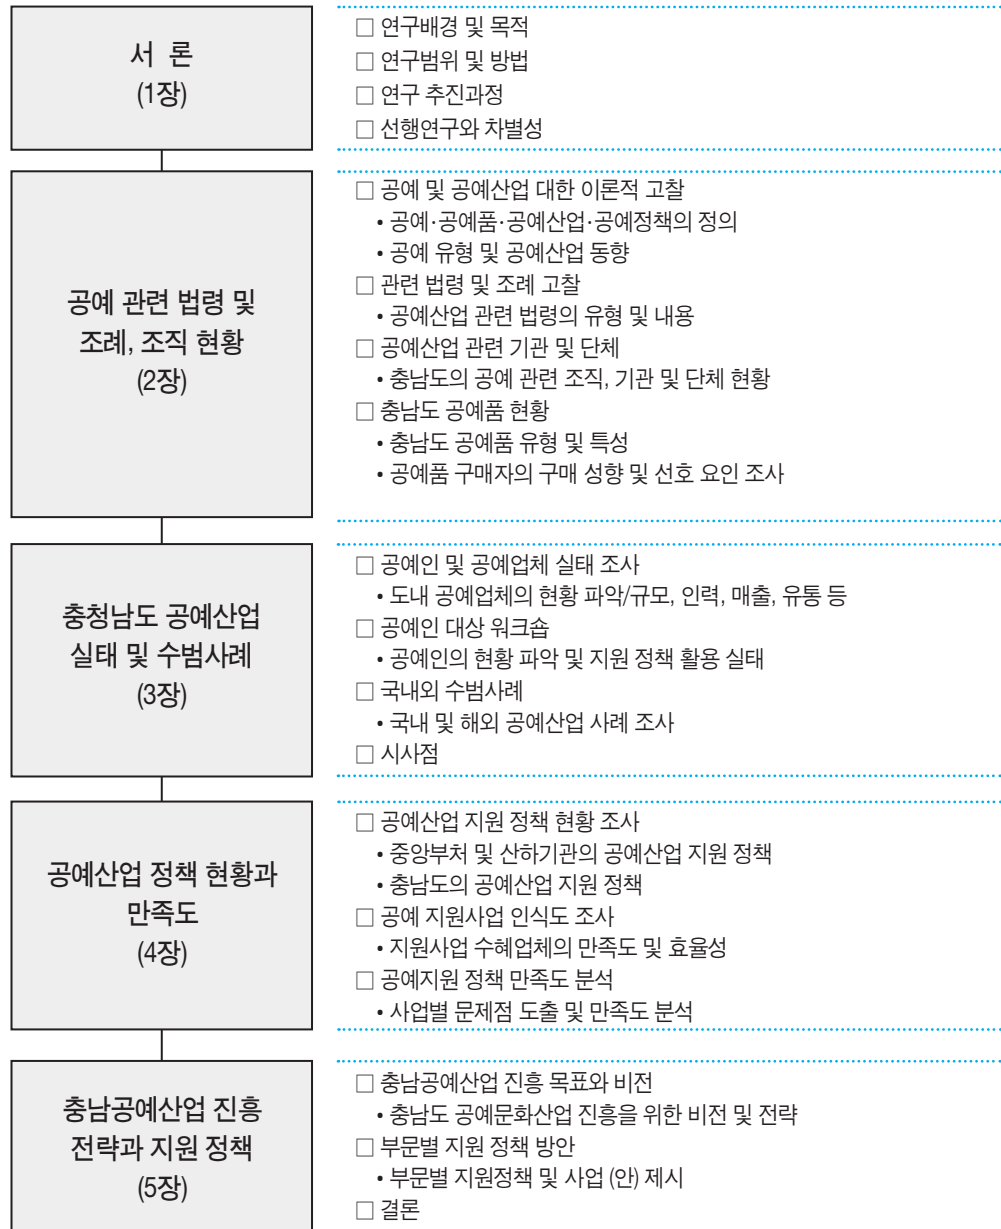 서 론
(1장)
□ 연구배경 및 목적
□ 연구범위 및 방법
□ 연구 추진과정
□ 선행연구와 차별성
공예 관련 법령 및
조례, 조직 현황
(2장)
□ 공예 및 공예산업 대한 이론적 고찰
• 공예·공예품·공예산업·공예정책의 정의
• 공예 유형 및 공예산업 동향
□ 관련 법령 및 조례 고찰
• 공예산업 관련 법령의 유형 및 내용
□ 공예산업 관련 기관 및 단체
• 충남도의 공예 관련 조직, 기관 및 단체 현황
□ 충남도 공예품 현황
• 충남도 공예품 유형 및 특성
• 공예품 구매자의 구매 성향 및 선호 요인 조사
충청남도 공예산업
실태 및 수범사례
(3장)
□ 공예인 및 공예업체 실태 조사
• 도내 공예업체의 현황 파악/규모, 인력, 매출, 유통 등
□ 공예인 대상 워크숍
• 공예인의 현황 파악 및 지원 정책 활용 실태
□ 국내외 수범사례
• 국내 및 해외 공예산업 사례 조사
□ 시사점
공예산업 정책 현황과
만족도
(4장)
□ 공예산업 지원 정책 현황 조사
• 중앙부처 및 산하기관의 공예산업 지원 정책
• 충남도의 공예산업 지원 정책
□ 공예 지원사업 인식도 조사
• 지원사업 수혜업체의 만족도 및 효율성
□ 공예지원 정책 만족도 분석
• 사업별 문제점 도출 및 만족도 분석
충남공예산업 진흥
전략과 지원 정책
(5장)
□ 충남공예산업 진흥 목표와 비전
• 충남도 공예문화산업 진흥을 위한 비전 및 전략
□ 부문별 지원 정책 방안
• 부문별 지원정책 및 사업 (안) 제시
□ 결론